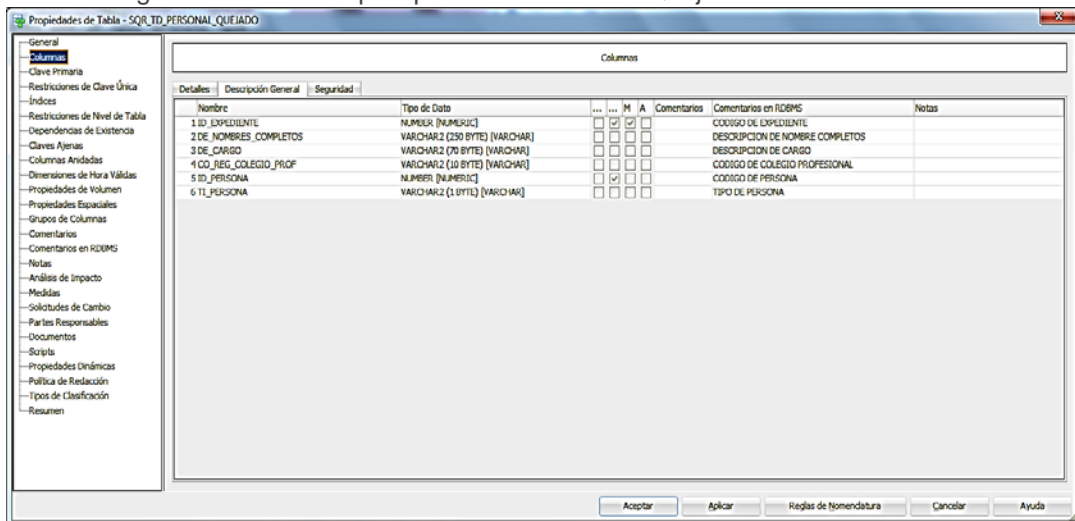 Propiedades de Tabla - SQR_TD_PERSONAL_QUEJADO
General
Columnas
Clave Primaria
Restricciones de Clave Única
Índices
Restricciones de Nivel de Tabla
Dependencias de Existencia
Claves Ajenas
Columnas Anidadas
Dimensiones de Hora Válidas
Propiedades de Volumen
Propiedades Espaciales
Grupos de Columnas
Comentarios
Comentarios en RDBMS
Notas
Análisis de Impacto
Medidas
Solicitudes de Cambio
Partes Responsables
Documentos
Scripts
Propiedades Dinámicas
Política de Redacción
Tipos de Clasificación
Resumen
Columnas
Detalles Descripción General Seguridad
Nombre Tipo de Dato ... ... M A Comentarios Comentarios en RDBMS Notas
1 ID_EXPEDIENTE NUMBER [NUMERIC] CODIGO DE EXPEDIENTE
2 DE_NOMBRES_COMPLETOS VARCHAR2 (250 BYTE) [VARCHAR] DESCRIPCION DE NOMBRE COMPLETOS
3 DE_CARGO VARCHAR2 (70 BYTE) [VARCHAR] DESCRIPCION DE CARGO
4 CO_REG_COLEGIO_PROF VARCHAR2 (10 BYTE) [VARCHAR] CODIGO DE COLEGIO PROFESIONAL
5 ID_PERSONA NUMBER [NUMERIC] CODIGO DE PERSONA
6 TI_PERSONA VARCHAR2 (1 BYTE) [VARCHAR] TIPO DE PERSONA
Aceptar Aplicar Reglas de Nomendatura Cancelar Ayuda